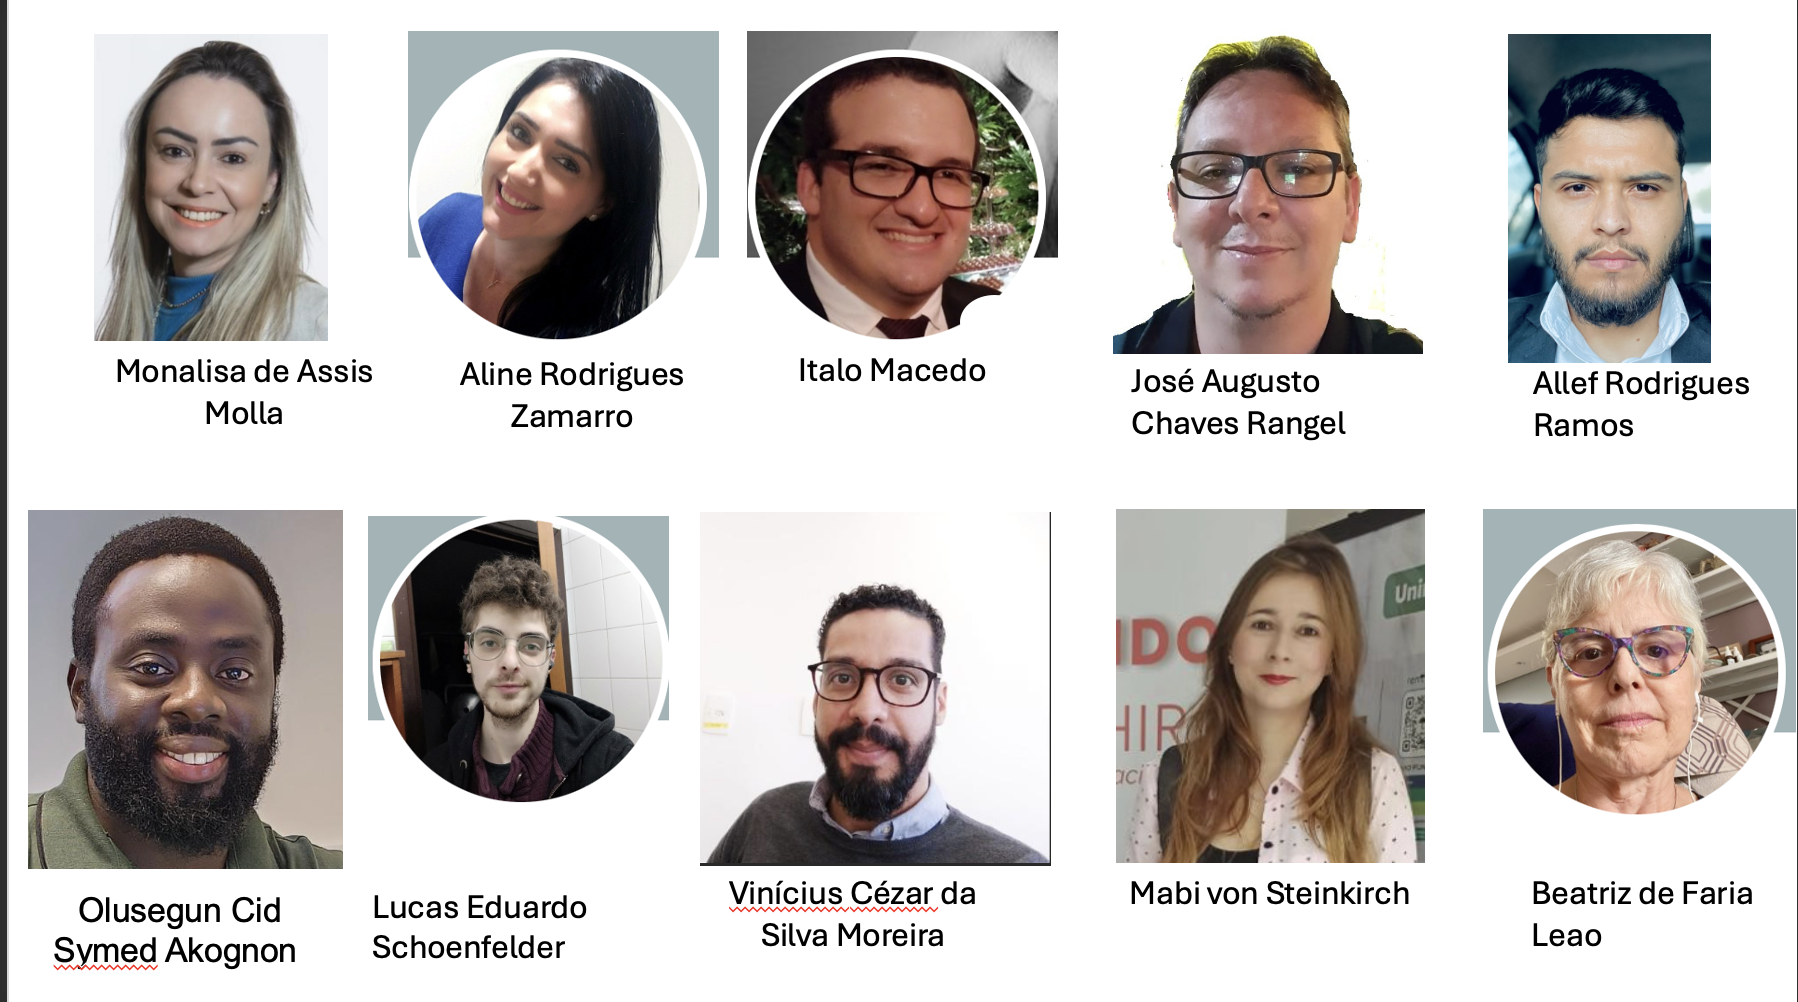 Monalisa de Assis
Molla
Aline Rodrigues
Zamarro
Italo Macedo
José Augusto
Chaves Rangel
Allef Rodrigues
Ramos
Olusegun Cid
Symed Akognon
Lucas Eduardo
Schoenfelder
Vinícius Cézar da
Silva Moreira
Mabi von Steinkirch
Beatriz de Faria
Leao